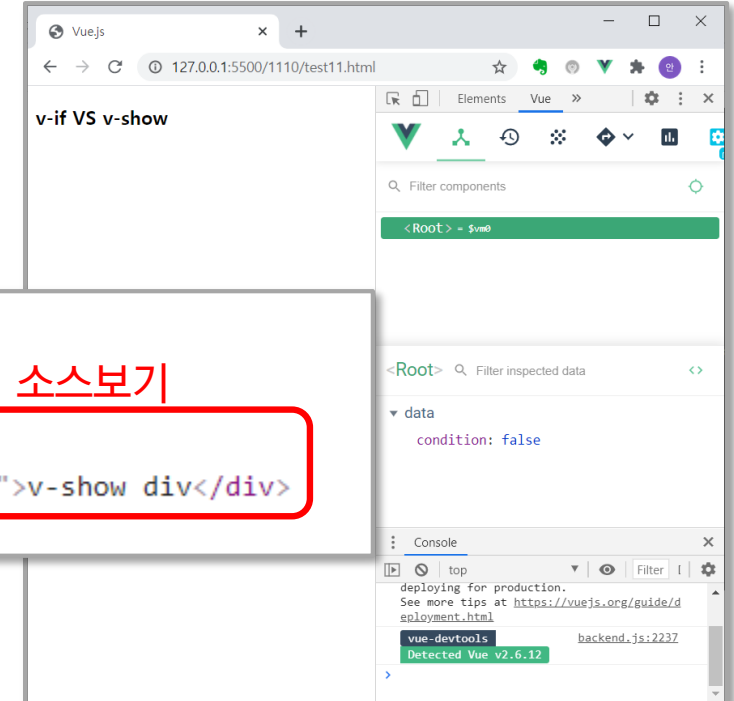 Vue.js
127.0.0.1:5500/1110/test11.html
안
v-if VS v-show
Elements Vue
Filter components
<Root> = $vm0
소스보기
">v-show div</div>
<Root> Filter inspected data
data
condition: false
Console
top Filter
deploying for production.
See more tips at https://vuejs.org/guide/d
eployment.html
vue-devtools backend.js:2237
Detected Vue v2.6.12